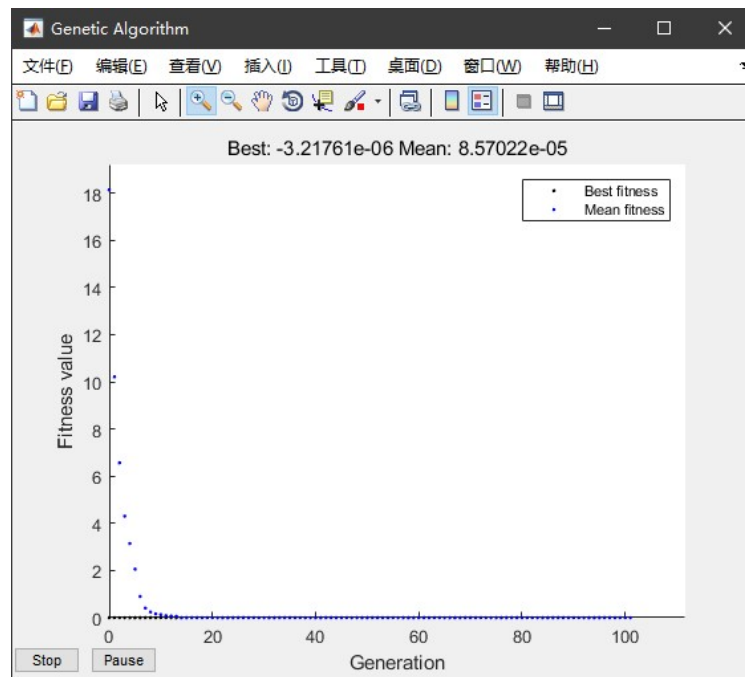 Genetic Algorithm
文件(F) 编辑(E) 查看(V) 插入(I) 工具(T) 桌面(D) 窗口(W) 帮助(H)
Best: -3.21761e-06 Mean: 8.57022e-05
Best fitness
Mean fitness
18
16
14
12
10
8
6
4
2
0
Fitness value
0 20 40 60 80 100
Generation
Stop Pause